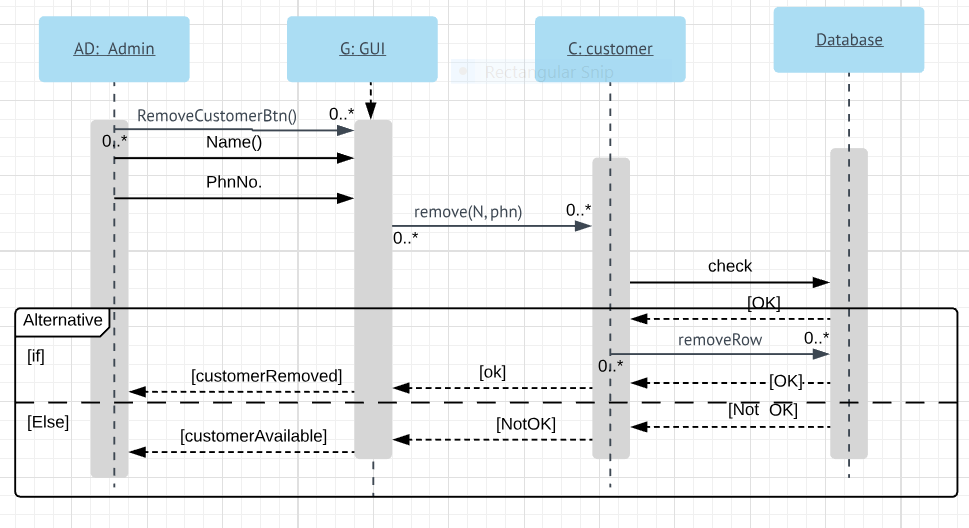 AD:  Admin
G: GUI
C: customer
Database
Rectangular Snip
RemoveCustomerBtn()
0..*
0..*
Name()
PhnNo.
remove(N, phn)
0..*
0..*
check
[OK]
Alternative
removeRow
0..*
[if]
0..*
[customerRemoved]
[ok]
[OK]
[Else]
[Not  OK]
[NotOK]
[customerAvailable]